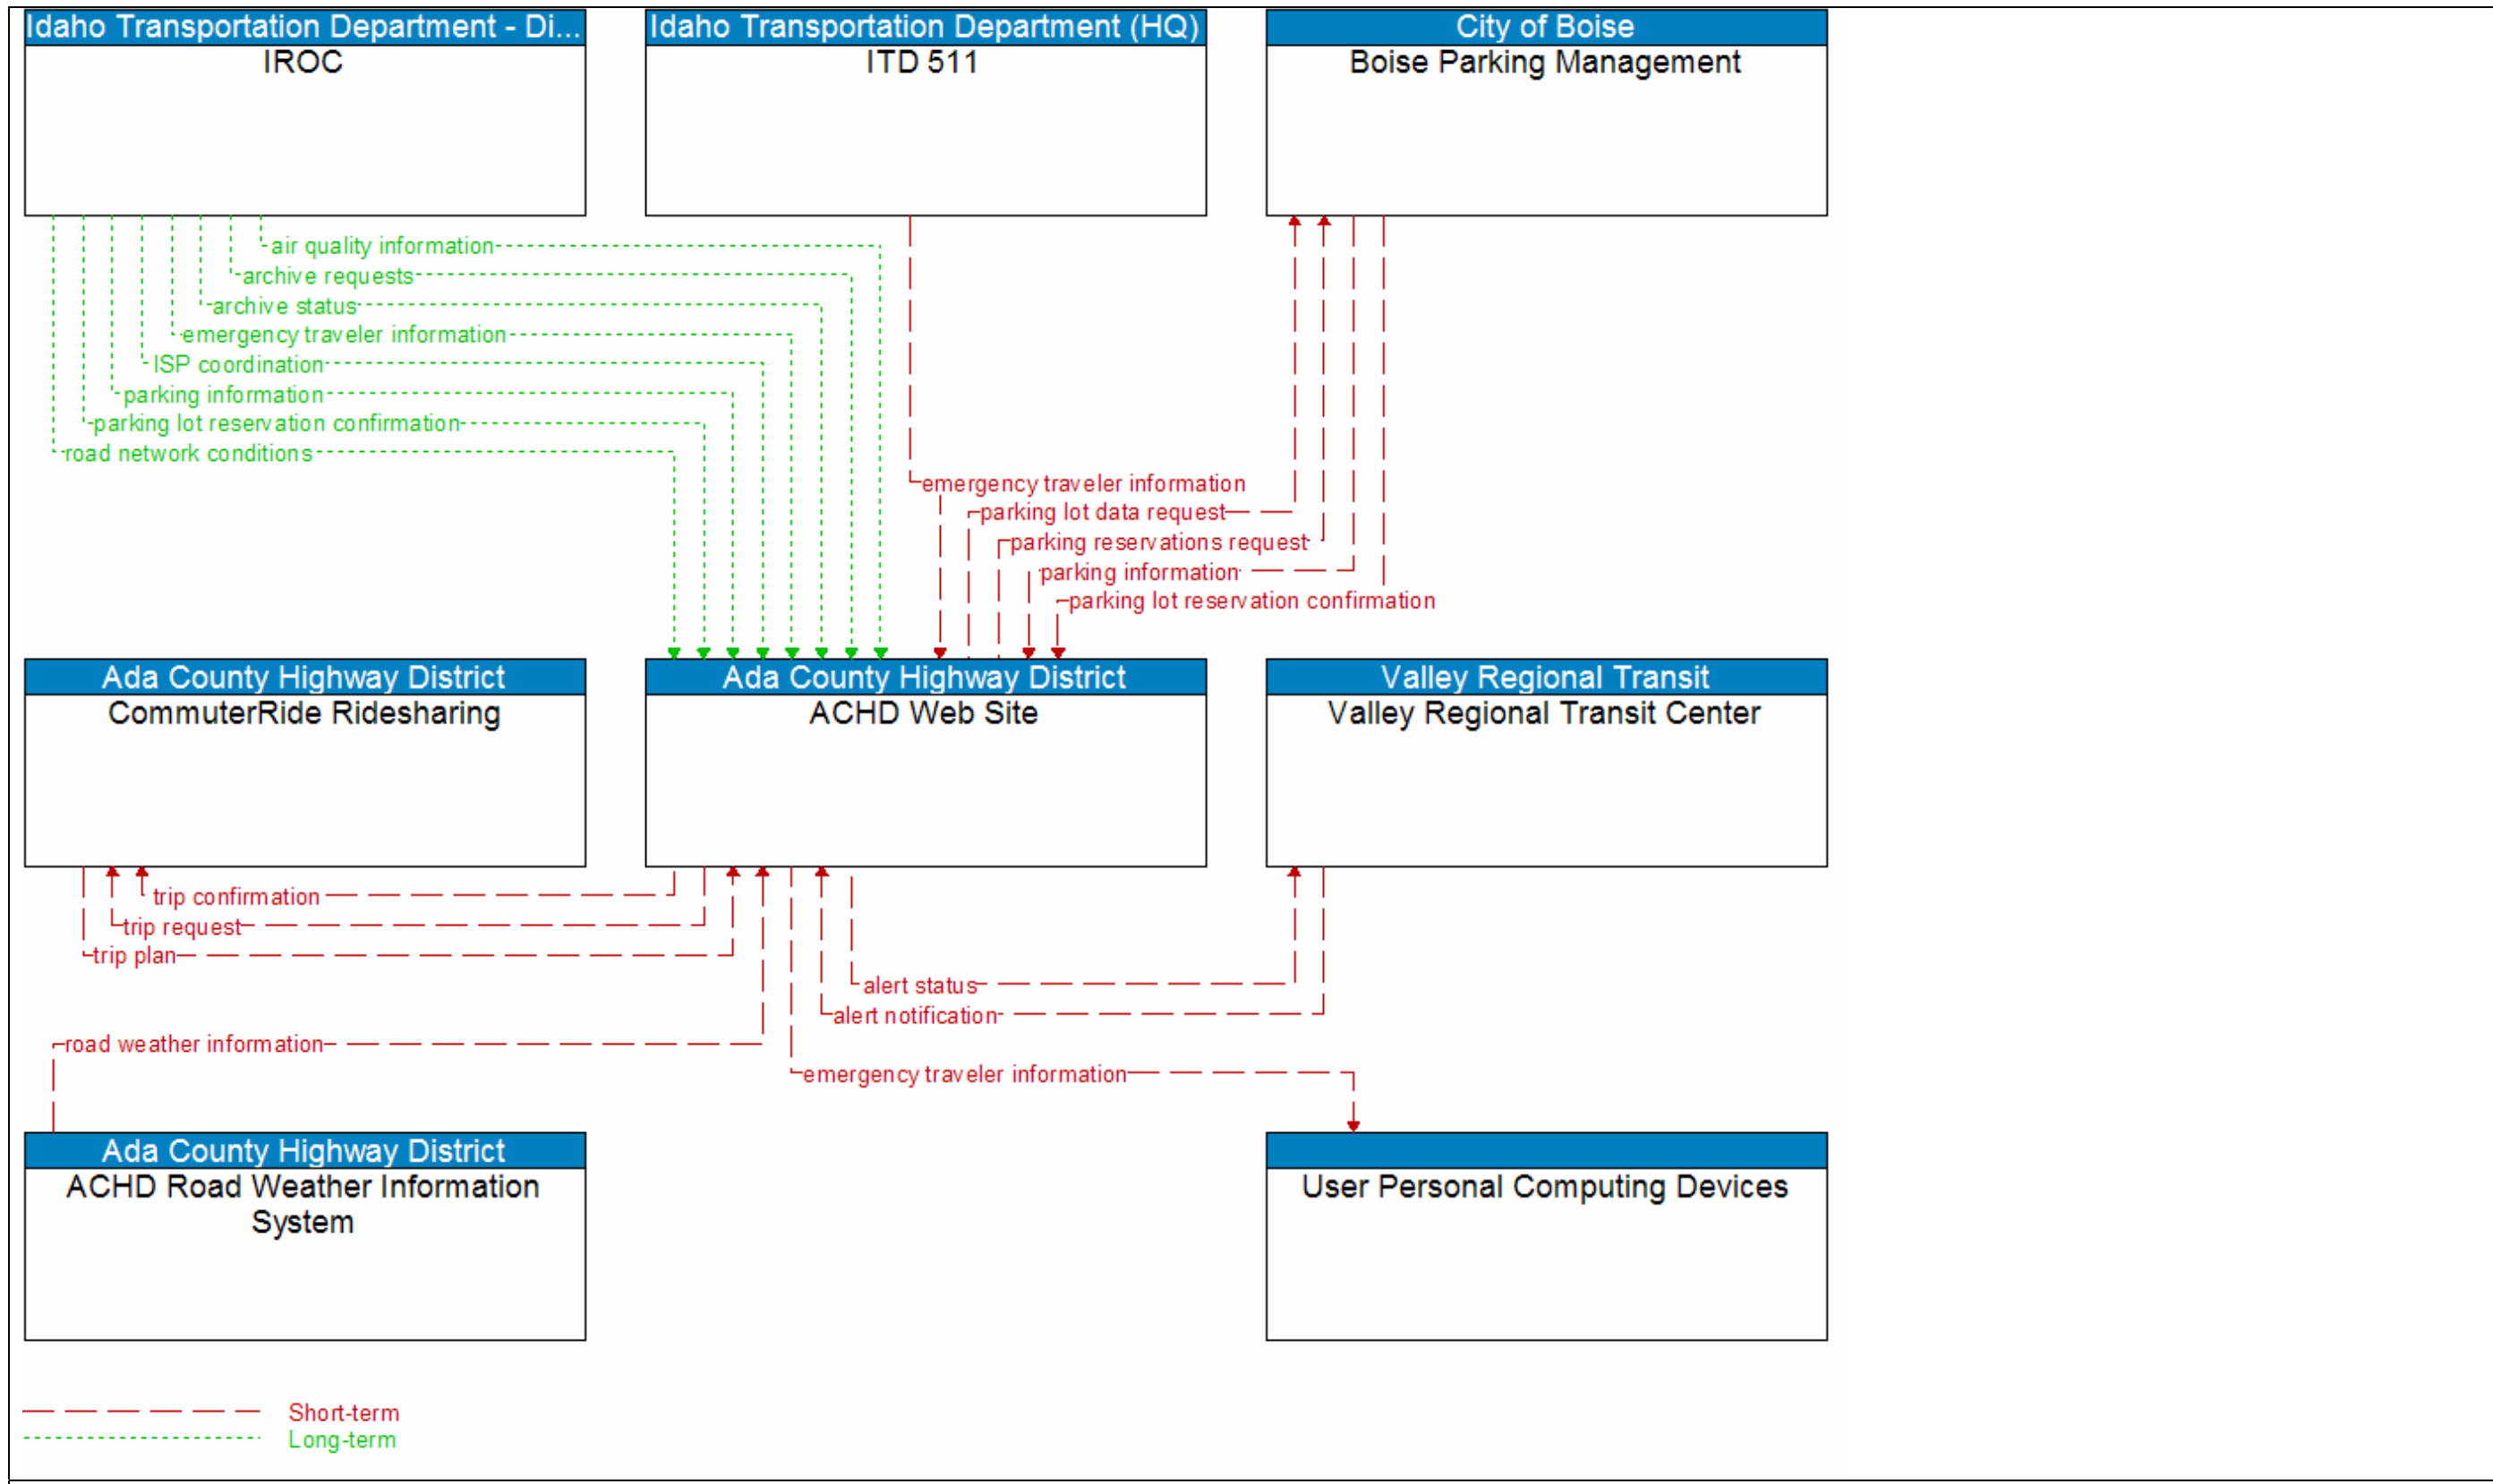 Idaho Transportation Department - Di...
IROC
Idaho Transportation Department (HQ)
ITD 511
City of Boise
Boise Parking Management
air quality information
archive requests
archive status
emergency traveler information
ISP coordination
parking information
parking lot reservation confirmation
road network conditions
emergency traveler information
parking lot data request
parking reservations request
parking information
parking lot reservation confirmation
Ada County Highway District
CommuterRide Ridesharing
Ada County Highway District
ACHD Web Site
Valley Regional Transit
Valley Regional Transit Center
trip confirmation
trip request
trip plan
alert status
alert notification
road weather information
emergency traveler information
Ada County Highway District
ACHD Road Weather Information
System
User Personal Computing Devices
Short-term
Long-term